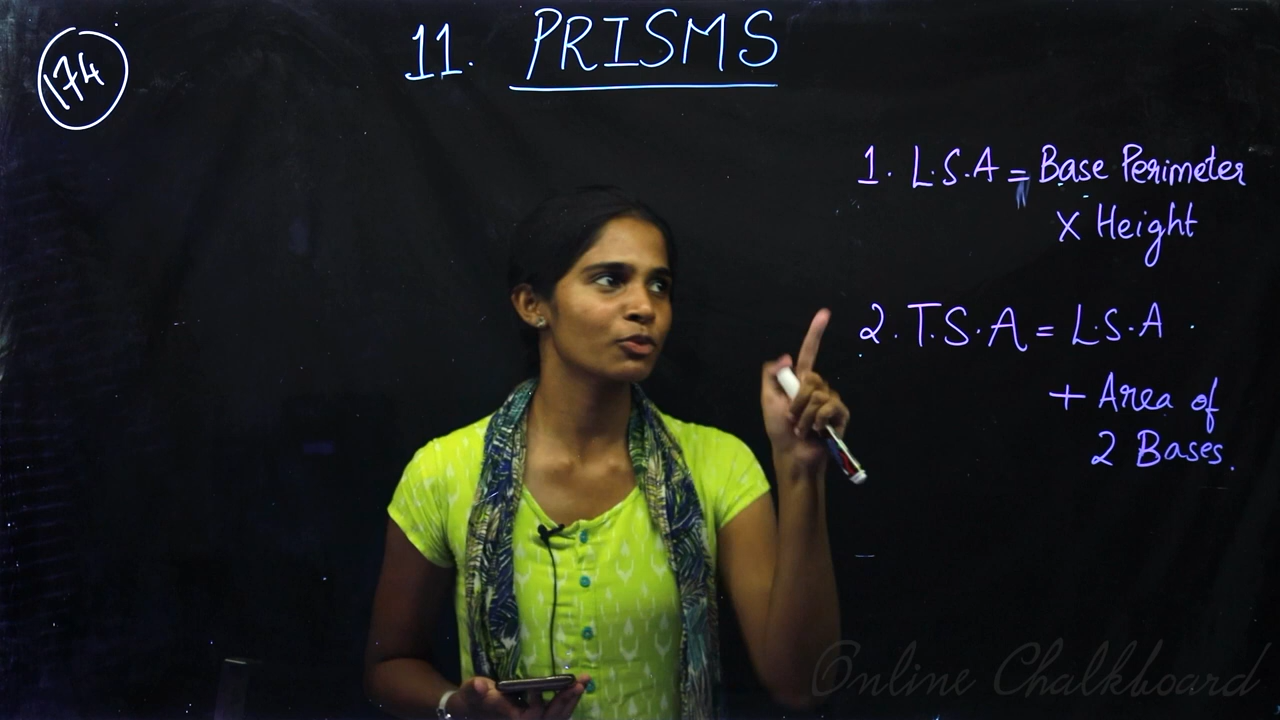 174
11. PRISMS
1. L.S.A = Base Perimeter
X Height
2. T.S.A = L.S.A
+ Area of
2 Bases.
Online Chalkboard